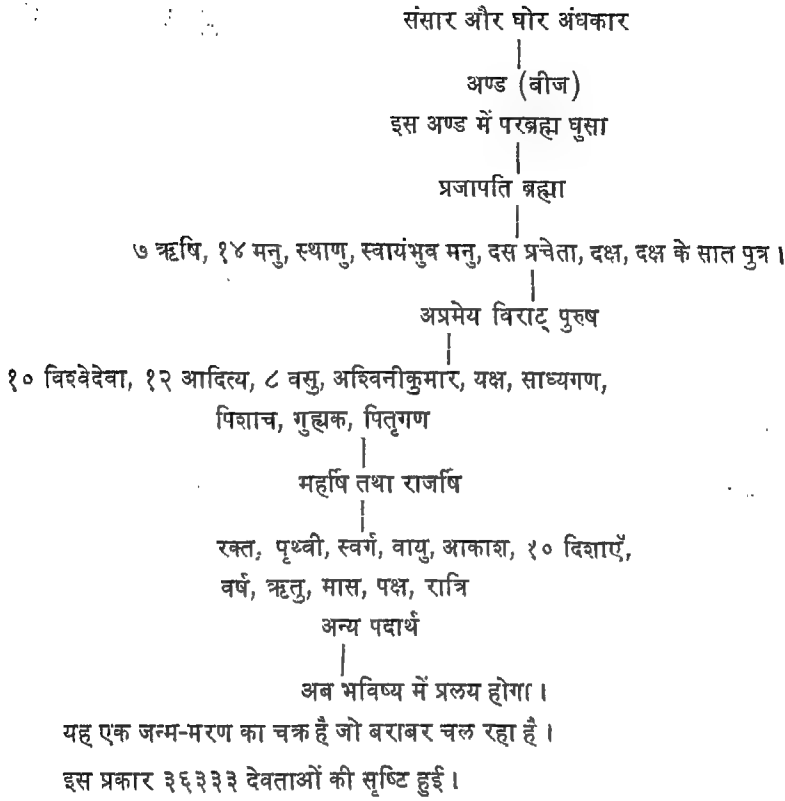 संसार और घोर अंधकार
अण्ड (बीज)
इस अण्ड में परब्रह्म घुसा
प्रजापति ब्रह्मा
७ ऋषि, १४ मनु, स्थाणु, स्वायंभुव मनु, दस प्रचेता, दक्ष, दक्ष के सात पुत्र ।
अप्रमेय विराट् पुरुष
१० विश्वेदेवा, १२ आदित्य, ८ वसु, अश्विनीकुमार, यक्ष, साध्यगण,
पिशाच, गुह्यक, पितृगण
महर्षि तथा राजर्षि
रक्त, पृथ्वी, स्वर्ग, वायु, आकाश, १० दिशाएँ,
वर्ष, ऋतु, मास, पक्ष, रात्रि
अन्य पदार्थ
अब भविष्य में प्रलय होगा ।
यह एक जन्म-मरण का चक्र है जो बराबर चल रहा है ।
इस प्रकार ३६३३३ देवताओं की सृष्टि हुई ।